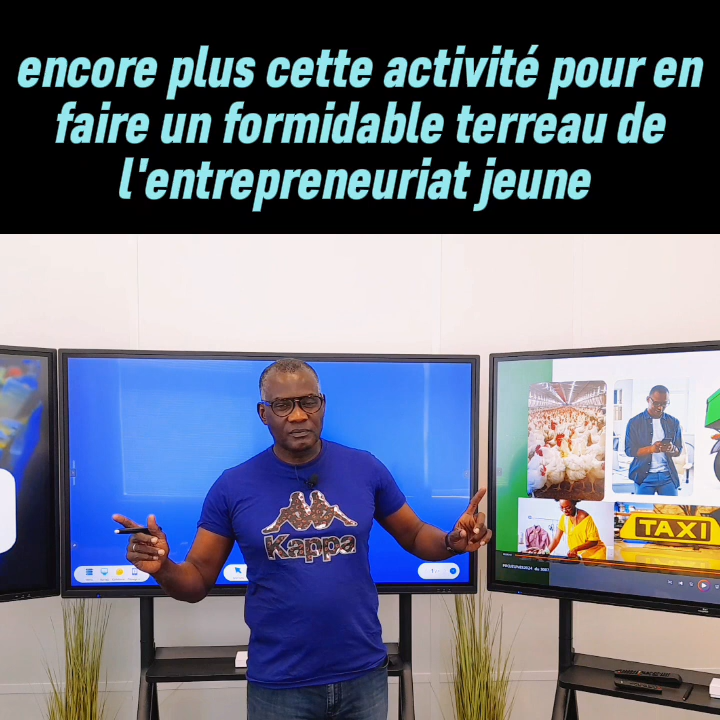 encore plus cette activité pour en
faire un formidable terreau de
l'entrepreneuriat jeune
Kappa
TAXI